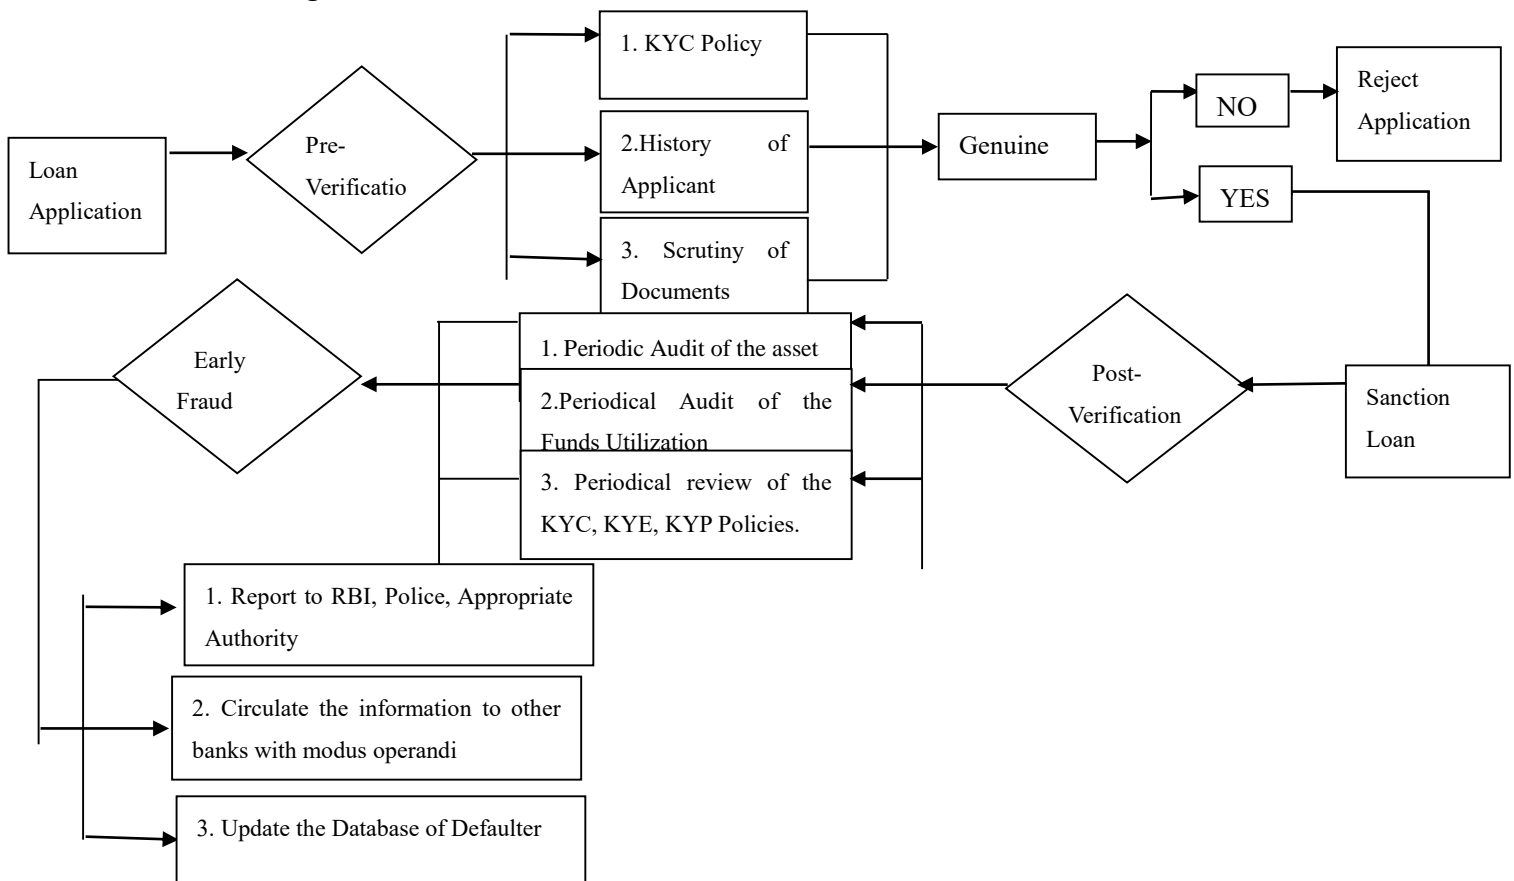 Loan
Application
Pre-
Verificatio
1. KYC Policy
2.History of
Applicant
3. Scrutiny of
Documents
Genuine
NO
Reject
Application
YES
Sanction
Loan
Post-
Verification
1. Periodic Audit of the asset
2.Periodical Audit of the
Funds Utilization
3. Periodical review of the
KYC, KYE, KYP Policies.
Early
Fraud
1. Report to RBI, Police, Appropriate
Authority
2. Circulate the information to other
banks with modus operandi
3. Update the Database of Defaulter